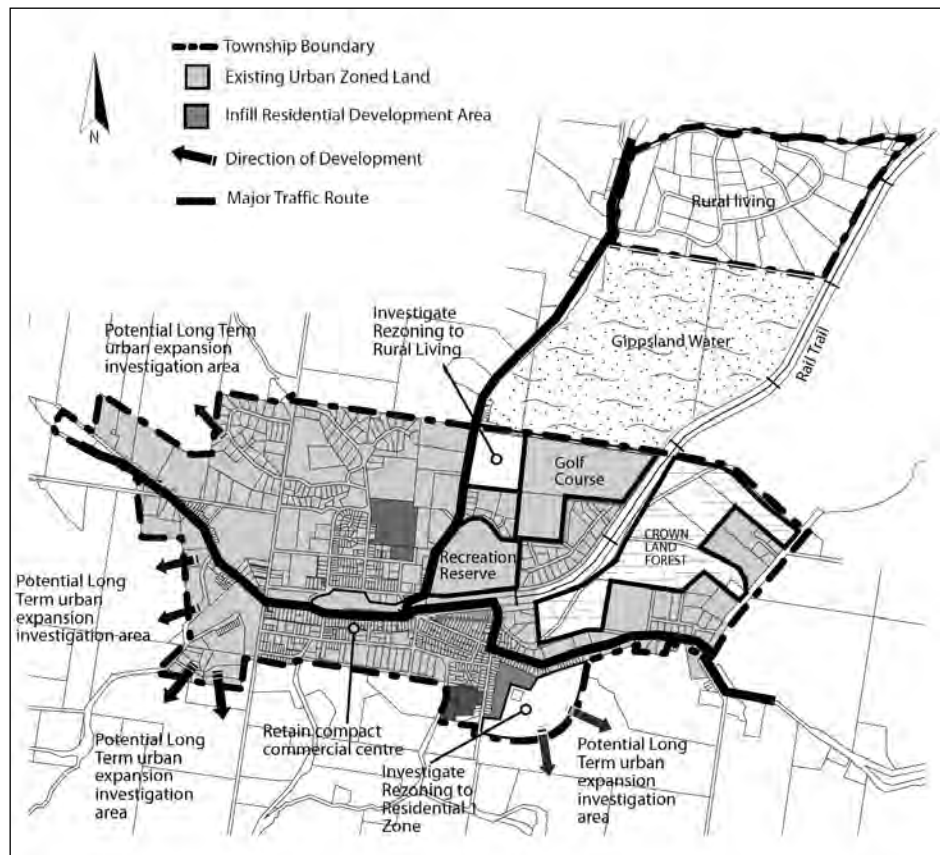 Township Boundary
Existing Urban Zoned Land
Infill Residential Development Area
N
Direction of Development
Major Traffic Route
Rural living
Investigate
Rezoning to
Rural Living
Potential Long Term
urban expansion
investigation area
Gippsland Water
Rail Trail
Golf
Course
CROWN
LAND
FOREST
Recreation
Reserve
Potential Long
Term urban
expansion
investigation area
Retain compact
commercial centre
Potential Long
Term urban
expansion
investigation
area
Investigate
Rezoning to
Residential 1
Zone
Potential Long
Term urban
expansion
investigation
area